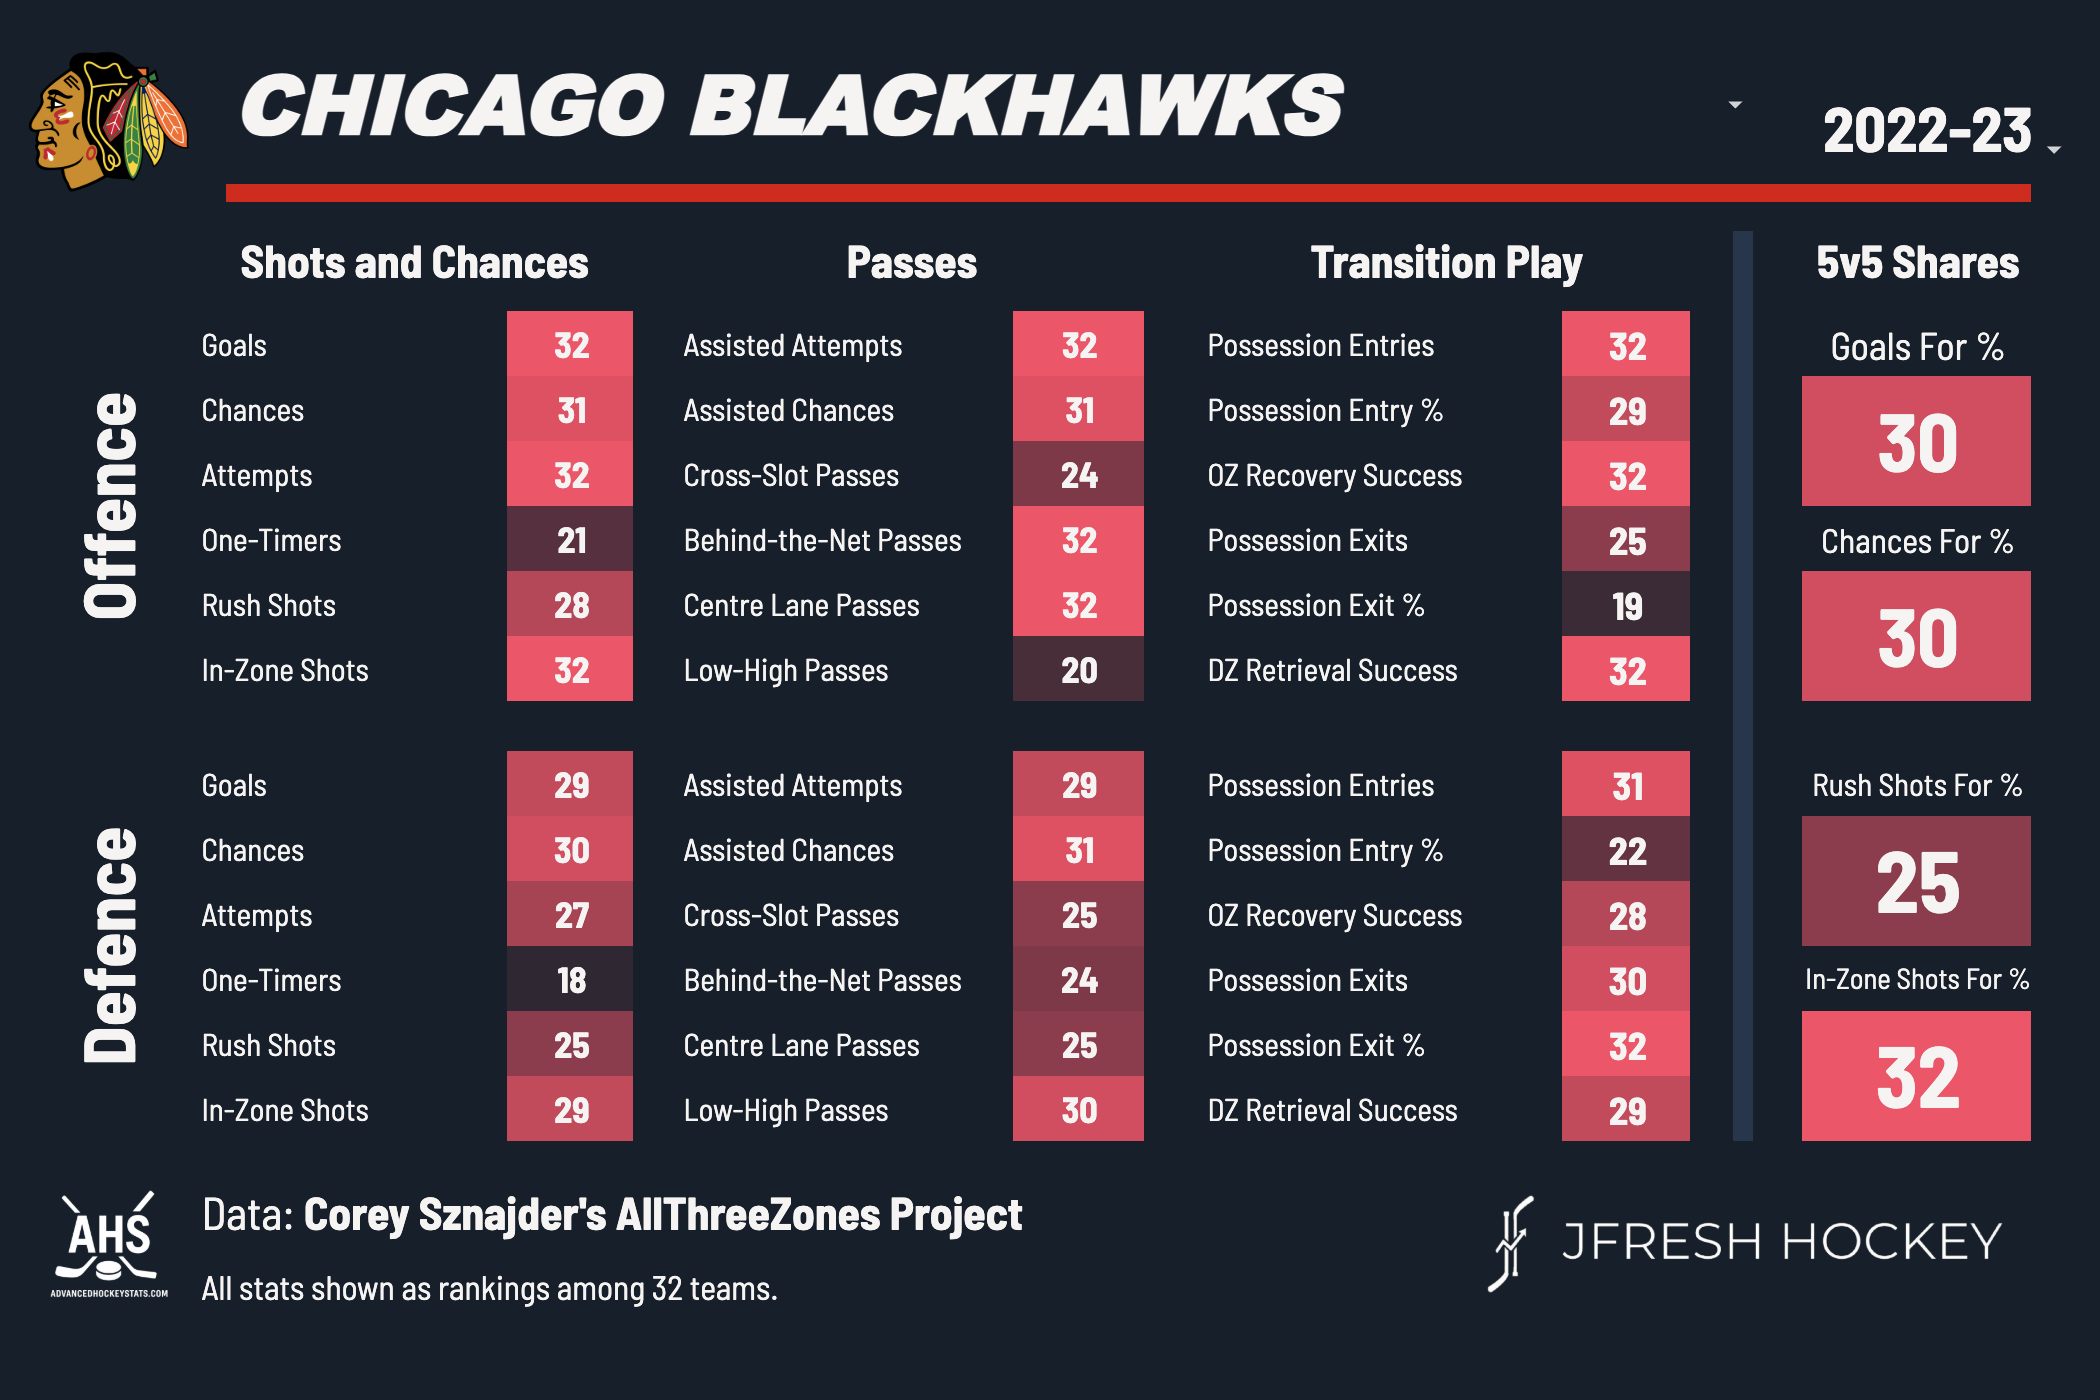 CHICAGO BLACKHAWKS
2022-23
Shots and Chances
Passes
Transition Play
5v5 Shares
Offence
Goals 32
Chances 31
Attempts 32
One-Timers 21
Rush Shots 28
In-Zone Shots 32
Assisted Attempts 32
Assisted Chances 31
Cross-Slot Passes 24
Behind-the-Net Passes 32
Centre Lane Passes 32
Low-High Passes 20
Possession Entries 32
Possession Entry % 29
OZ Recovery Success 32
Possession Exits 25
Possession Exit % 19
DZ Retrieval Success 32
Goals For %
30
Chances For %
30
Defence
Goals 29
Chances 30
Attempts 27
One-Timers 18
Rush Shots 25
In-Zone Shots 29
Assisted Attempts 29
Assisted Chances 31
Cross-Slot Passes 25
Behind-the-Net Passes 24
Centre Lane Passes 25
Low-High Passes 30
Possession Entries 31
Possession Entry % 22
OZ Recovery Success 28
Possession Exits 30
Possession Exit % 32
DZ Retrieval Success 29
Rush Shots For %
25
In-Zone Shots For %
32
AHS
ADVANCEDHOCKEYSTATS.COM
Data: Corey Sznajder's AllThreeZones Project
All stats shown as rankings among 32 teams.
JFRESH HOCKEY